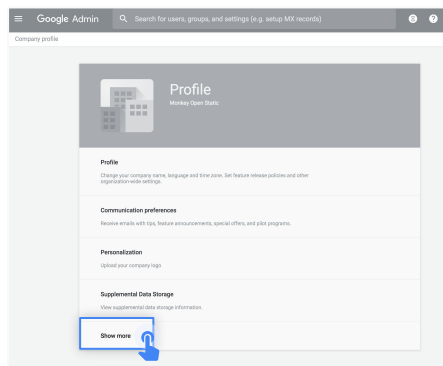 Google Admin
Search for users, groups, and settings (e.g. setup MX records)
Company profile
Profile
Monkey Open Static
Profile
Change your company name, language and time zone. Set feature release policies and other
organization-wide settings.
Communication preferences
Receive emails with tips, feature announcements, special offers, and pilot programs.
Personalization
Upload your company logo
Supplemental Data Storage
View supplemental data storage information.
Show more